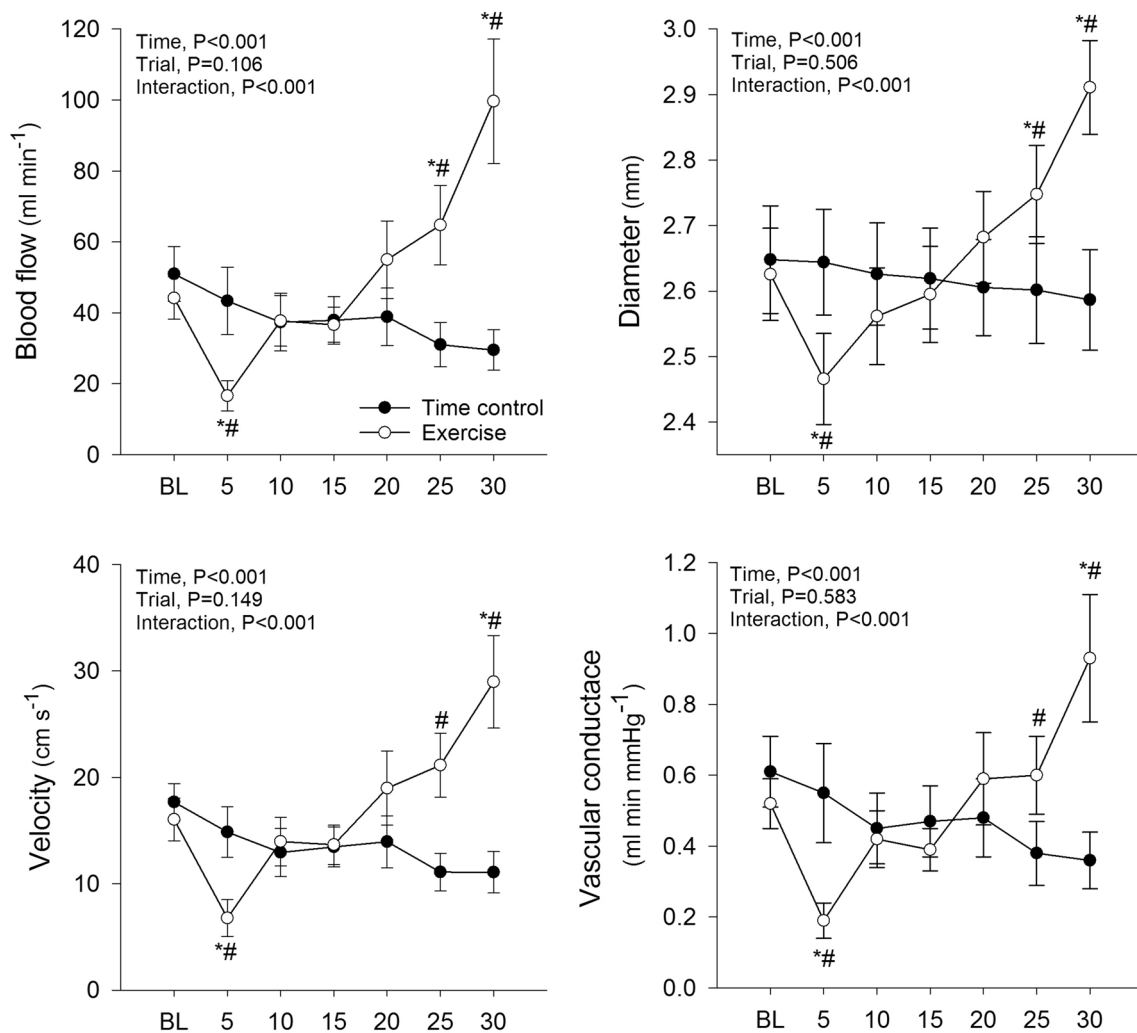 Blood flow (ml min⁻¹)
120
100
80
60
40
20
0
Time, P<0.001
Trial, P=0.106
Interaction, P<0.001
*#
*#
*#
Time control
Exercise
BL 5 10 15 20 25 30
Diameter (mm)
3.0
2.9
2.8
2.7
2.6
2.5
2.4
Time, P<0.001
Trial, P=0.506
Interaction, P<0.001
*#
*#
*#
BL 5 10 15 20 25 30
Velocity (cm s⁻¹)
40
30
20
10
0
Time, P<0.001
Trial, P=0.149
Interaction, P<0.001
*#
#
*#
BL 5 10 15 20 25 30
Vascular conductace
(ml min mmHg⁻¹)
1.2
1.0
0.8
0.6
0.4
0.2
0.0
Time, P<0.001
Trial, P=0.583
Interaction, P<0.001
*#
#
*#
BL 5 10 15 20 25 30